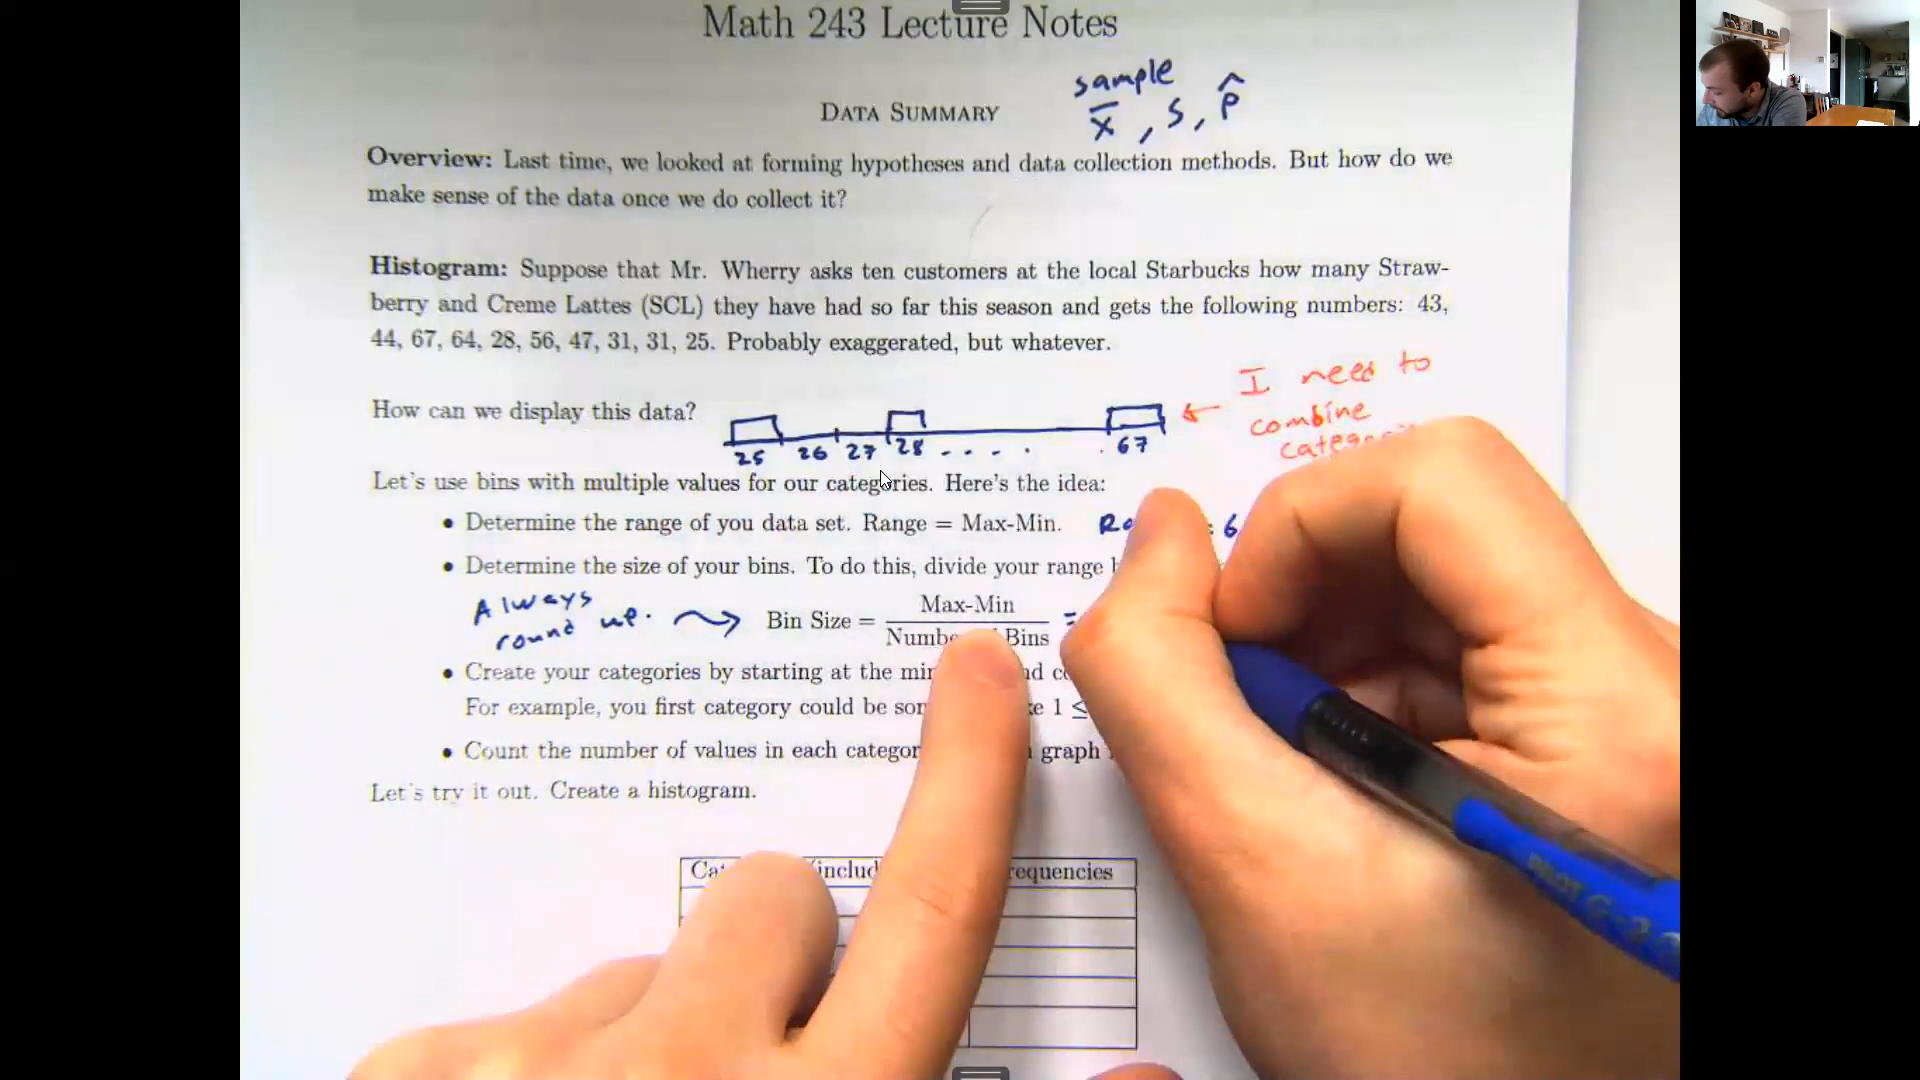 Math 243 Lecture Notes
sample
x̄, s, p̂
DATA SUMMARY
Overview: Last time, we looked at forming hypotheses and data collection methods. But how do we
make sense of the data once we do collect it?
Histogram: Suppose that Mr. Wherry asks ten customers at the local Starbucks how many Straw-
berry and Creme Lattes (SCL) they have had so far this season and gets the following numbers: 43,
44, 67, 64, 28, 56, 47, 31, 31, 25. Probably exaggerated, but whatever.
I need to
combine
How can we display this data?
25 26 27 28 .... 67
Let's use bins with multiple values for our categories. Here's the idea:
• Determine the range of you data set. Range = Max-Min.
• Determine the size of your bins. To do this, divide your range
Always
round up.
Bin Size = Max-Min
Bins
=
• Create your categories by starting at the
For example, you first category could be 1 ≤
• Count the number of values in each graph
Let's try it out. Create a histogram.
PILOT G-2